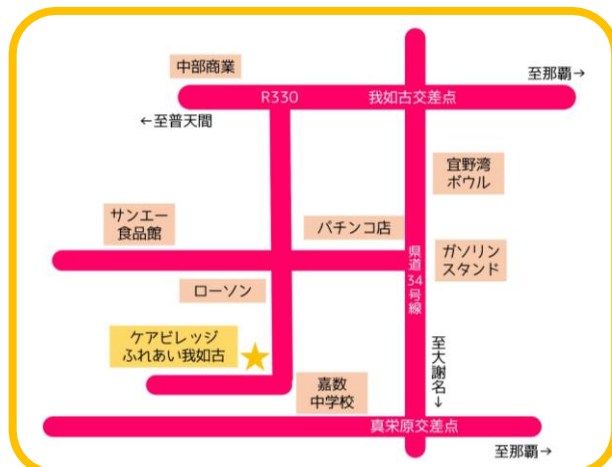 中部商業
至那覇→
R330
我如古交差点
←至普天間
宜野湾
ボウル
サンエー
食品館
パチンコ店
ガソリン
スタンド
県道34号線
ローソン
ケアビレッジ
ふれあい我如古
至大謝名→
嘉数
中学校
真栄原交差点
至那覇→